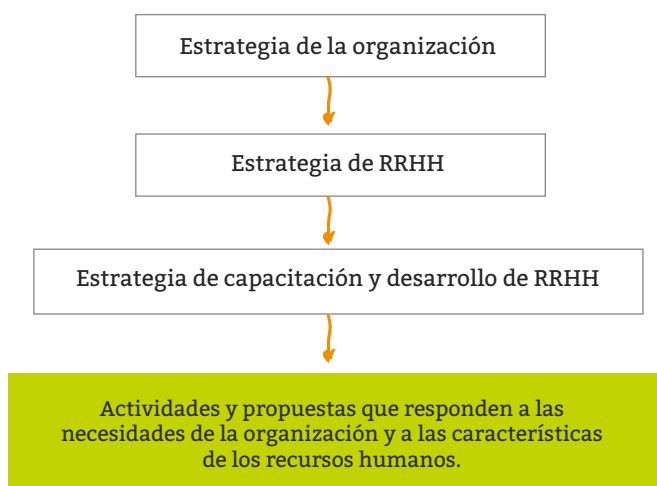 Estrategia de la organización
Estrategia de RRHH
Estrategia de capacitación y desarrollo de RRHH
Actividades y propuestas que responden a las
necesidades de la organización y a las características
de los recursos humanos.